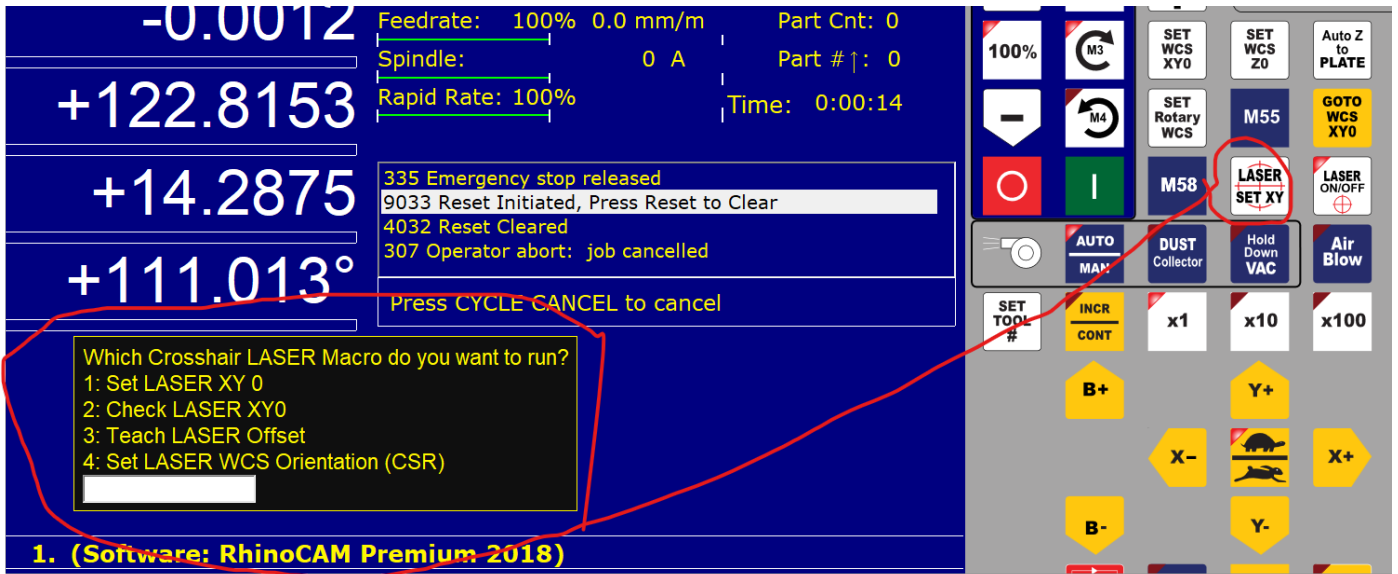 -0.0012
Feedrate: 100% 0.0 mm/m Part Cnt: 0
Spindle: 0 A Part #↑: 0
+122.8153
Rapid Rate: 100% Time: 0:00:14
+14.2875
335 Emergency stop released
9033 Reset Initiated, Press Reset to Clear
4032 Reset Cleared
307 Operator abort: job cancelled
+111.013°
Press CYCLE CANCEL to cancel
Which Crosshair LASER Macro do you want to run?
1: Set LASER XY 0
2: Check LASER XY0
3: Teach LASER Offset
4: Set LASER WCS Orientation (CSR)
1. (Software: RhinoCAM Premium 2018)
100%
M3
SET
WCS
XY0
SET
WCS
Z0
Auto Z
to
PLATE
M4
SET
Rotary
WCS
M55
GOTO
WCS
XY0
M58
LASER
SET XY
LASER
ON/OFF
AUTO
MAN
DUST
Collector
Hold
Down
VAC
Air
Blow
SET
TOOL
#
INCR
CONT
x1
x10
x100
B+
Y+
X-
X+
B-
Y-